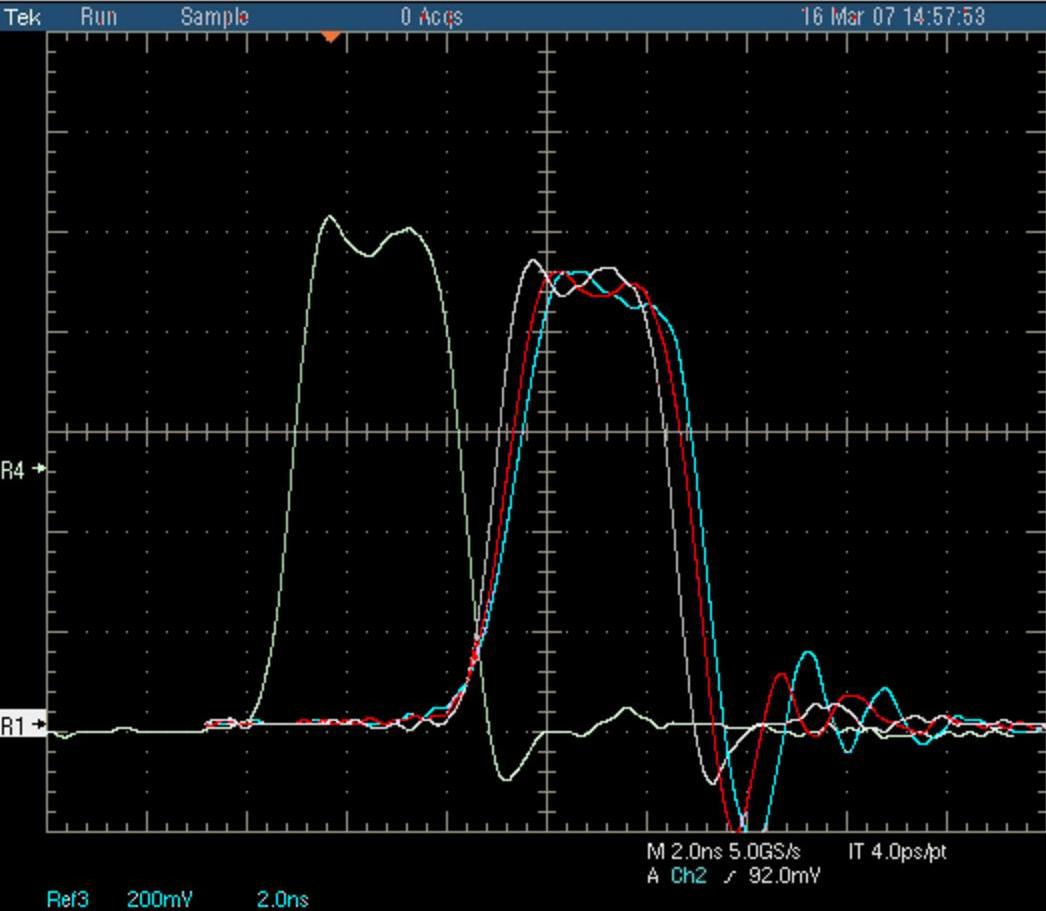 Tek Run Sample 0 Acqs 16 Mar 07 14:57:53
R4
R1
M 2.0ns 5.0GS/s IT 4.0ps/pt
A Ch2 / 92.0mV
Ref3 200mV 2.0ns